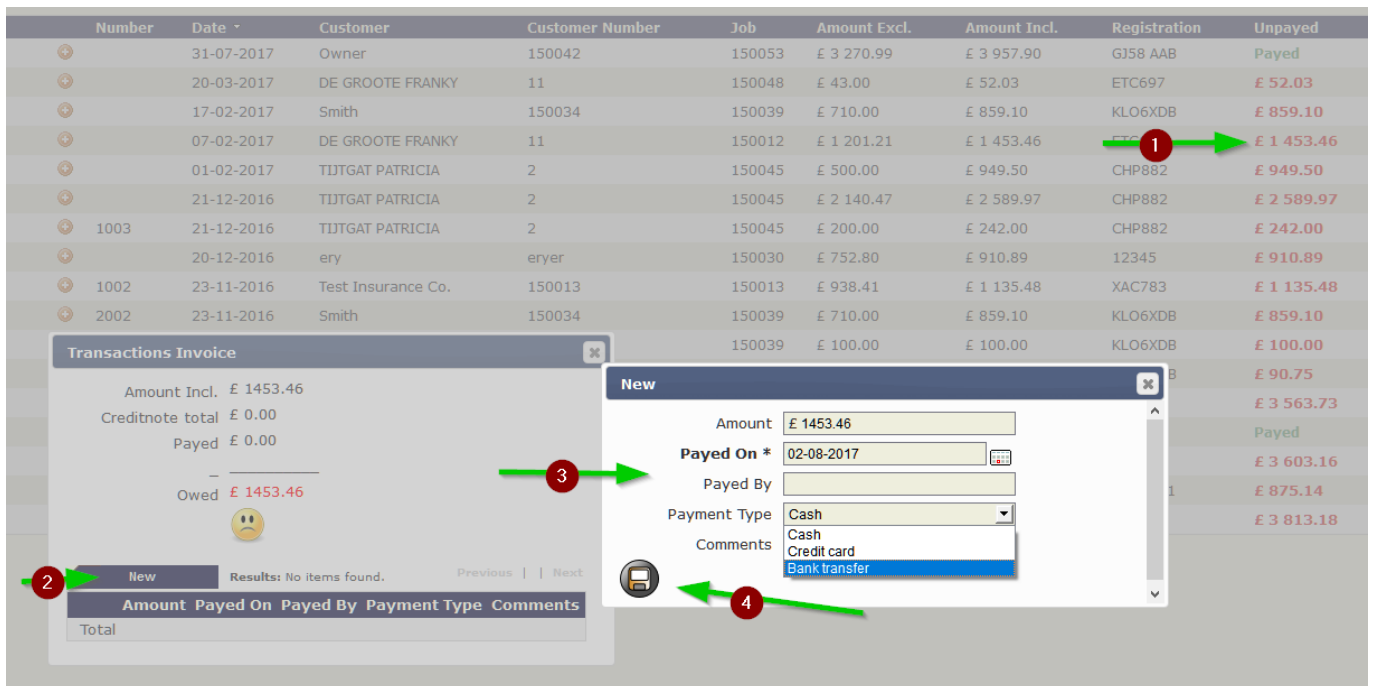 Number Date Customer Customer Number Job Amount Excl. Amount Incl. Registration Unpayed
31-07-2017 Owner 150042 150053 £ 3 270.99 £ 3 957.90 GJ58 AAB Payed
20-03-2017 DE GROOTE FRANKY 11 150048 £ 43.00 £ 52.03 ETC697 £ 52.03
17-02-2017 Smith 150034 150039 £ 710.00 £ 859.10 KLO6XDB £ 859.10
07-02-2017 DE GROOTE FRANKY 11 150012 £ 1 201.21 £ 1 453.46 1 £ 1 453.46
01-02-2017 TIJTGAT PATRICIA 2 150045 £ 500.00 £ 949.50 CHP882 £ 949.50
21-12-2016 TIJTGAT PATRICIA 2 150045 £ 2 140.47 £ 2 589.97 CHP882 £ 2 589.97
1003 21-12-2016 TIJTGAT PATRICIA 2 150045 £ 200.00 £ 242.00 CHP882 £ 242.00
20-12-2016 ery eryer 150030 £ 752.80 £ 910.89 12345 £ 910.89
1002 23-11-2016 Test Insurance Co. 150013 150013 £ 938.41 £ 1 135.48 XAC783 £ 1 135.48
2002 23-11-2016 Smith 150034 150039 £ 710.00 £ 859.10 KLO6XDB £ 859.10
150039 £ 100.00 £ 100.00 KLO6XDB £ 100.00
B £ 90.75
£ 3 563.73
Payed
£ 3 603.16
1 £ 875.14
£ 3 813.18
Transactions Invoice
Amount Incl. £ 1453.46
Creditnote total £ 0.00
Payed £ 0.00
Owed £ 1453.46
2 New Results: No items found. Previous | | Next
Amount Payed On Payed By Payment Type Comments
Total
New
Amount £ 1453.46
Payed On * 02-08-2017
3
Payed By
Payment Type Cash
Cash
Comments Credit card
Bank transfer
4